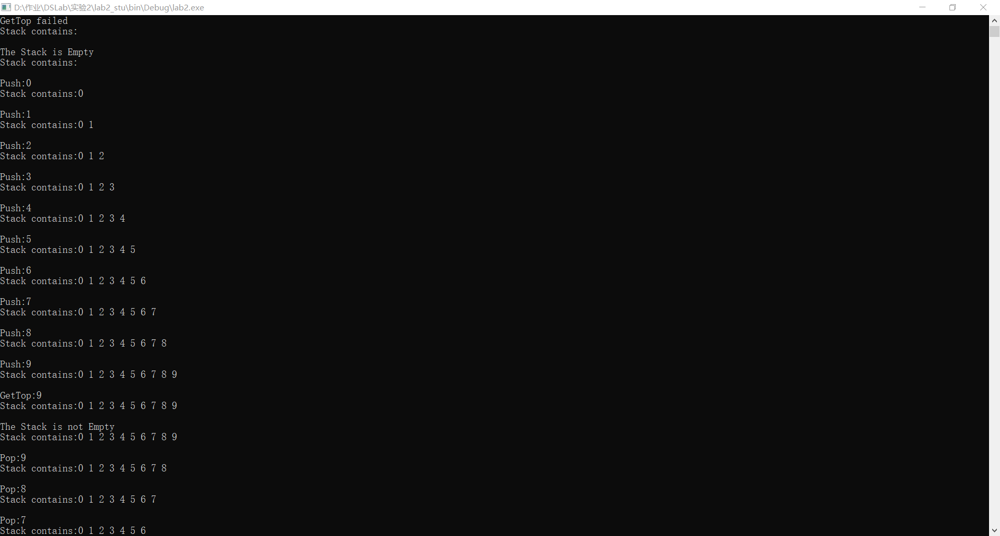 D:\作业\DSLab\实验2\lab2_stu\bin\Debug\lab2.exe
GetTop failed
Stack contains:
The Stack is Empty
Stack contains:
Push:0
Stack contains:0
Push:1
Stack contains:0 1
Push:2
Stack contains:0 1 2
Push:3
Stack contains:0 1 2 3
Push:4
Stack contains:0 1 2 3 4
Push:5
Stack contains:0 1 2 3 4 5
Push:6
Stack contains:0 1 2 3 4 5 6
Push:7
Stack contains:0 1 2 3 4 5 6 7
Push:8
Stack contains:0 1 2 3 4 5 6 7 8
Push:9
Stack contains:0 1 2 3 4 5 6 7 8 9
GetTop:9
Stack contains:0 1 2 3 4 5 6 7 8 9
The Stack is not Empty
Stack contains:0 1 2 3 4 5 6 7 8 9
Pop:9
Stack contains:0 1 2 3 4 5 6 7 8
Pop:8
Stack contains:0 1 2 3 4 5 6 7
Pop:7
Stack contains:0 1 2 3 4 5 6